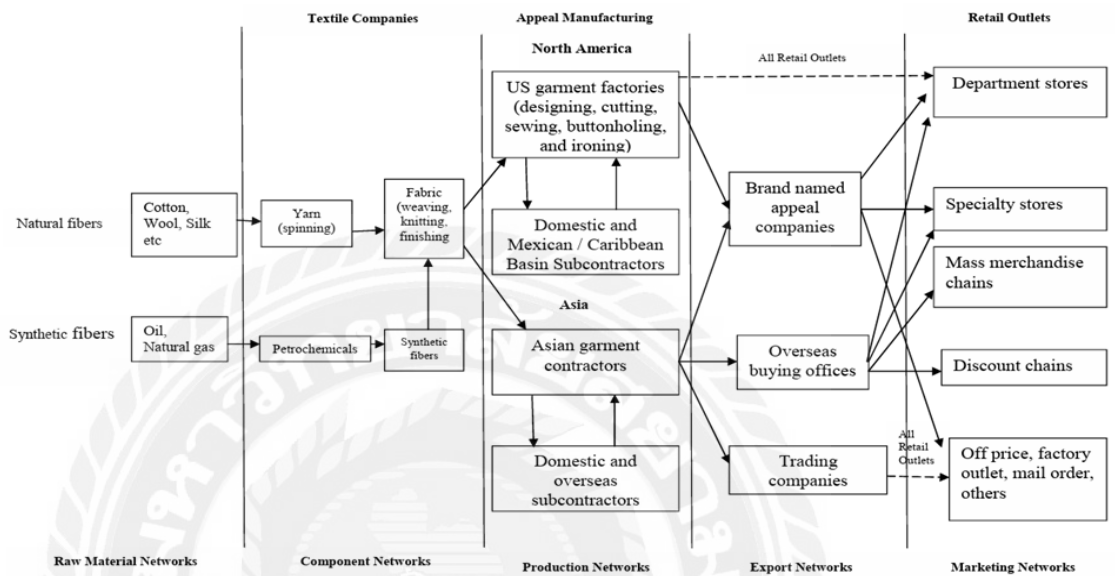 Textile Companies
Appeal Manufacturing
Retail Outlets
North America
All Retail Outlets
US garment factories
(designing, cutting,
sewing, buttonholing,
and ironing)
Department stores
Natural fibers
Cotton,
Wool, Silk
etc
Yarn
(spinning)
Fabric
(weaving,
knitting,
finishing
Domestic and
Mexican / Caribbean
Basin Subcontractors
Brand named
appeal
companies
Specialty stores
Mass merchandise
chains
Asia
Synthetic fibers
Oil,
Natural gas
Petrochemicals
Synthetic
fibers
Asian garment
contractors
Overseas
buying offices
Discount chains
Domestic and
overseas
subcontractors
Trading
companies
All
Retail
Outlets
Off price, factory
outlet, mail order,
others
Raw Material Networks
Component Networks
Production Networks
Export Networks
Marketing Networks